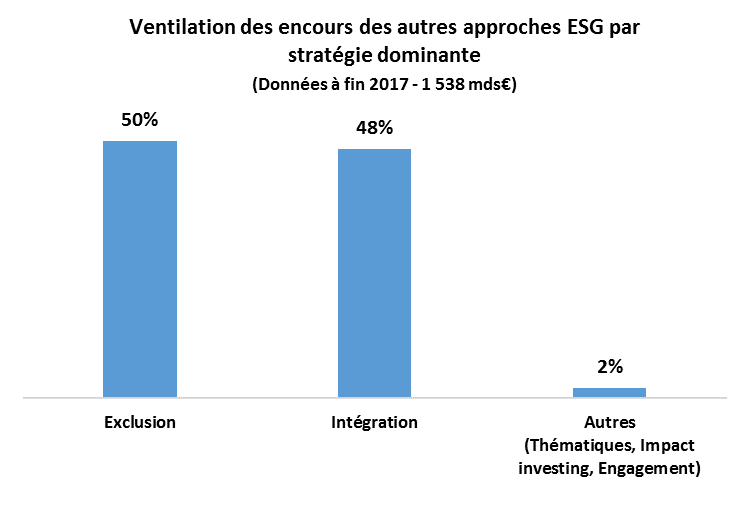 Ventilation des encours des autres approches ESG par
stratégie dominante
(Données à fin 2017 - 1 538 mds€)
50%
48%
2%
Exclusion
Intégration
Autres
(Thématiques, Impact
investing, Engagement)